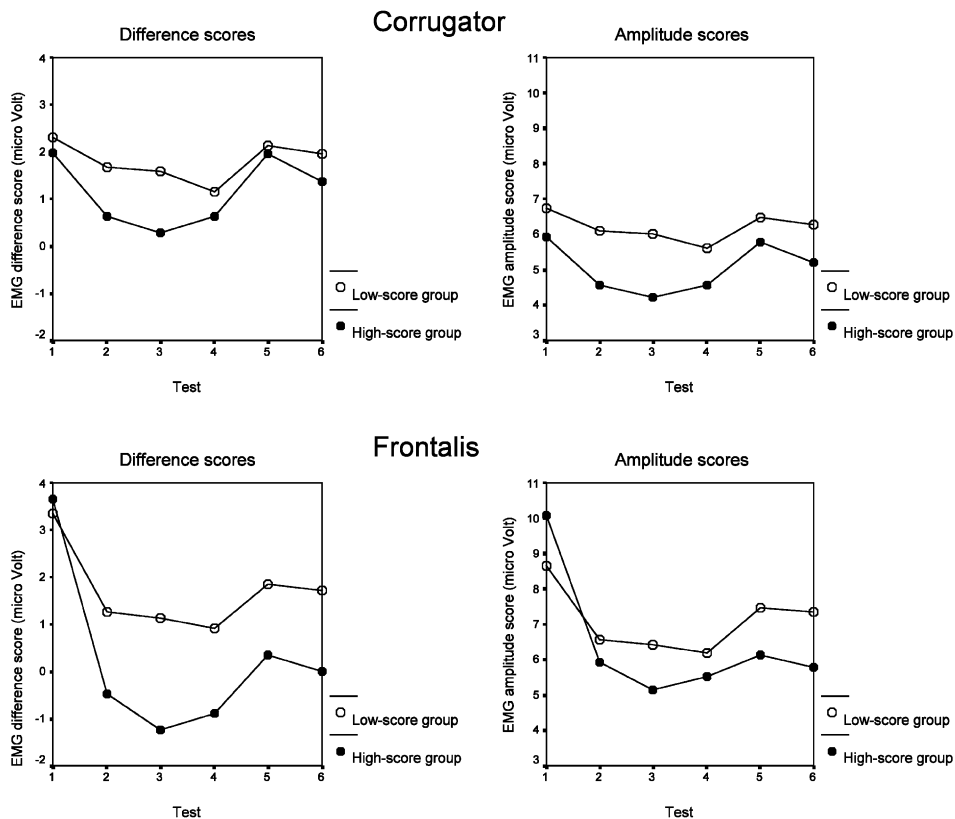 Corrugator
Difference scores
Amplitude scores
EMG difference score (micro Volt)
4
3
2
1
0
-1
-2
1 2 3 4 5 6
Test
Low-score group
High-score group
EMG amplitude score (micro Volt)
11
10
9
8
7
6
5
4
3
1 2 3 4 5 6
Test
Low-score group
High-score group
Frontalis
Difference scores
Amplitude scores
EMG difference score (micro Volt)
4
3
2
1
0
-1
-2
1 2 3 4 5 6
Test
Low-score group
High-score group
EMG amplitude score (micro Volt)
11
10
9
8
7
6
5
4
3
1 2 3 4 5 6
Test
Low-score group
High-score group